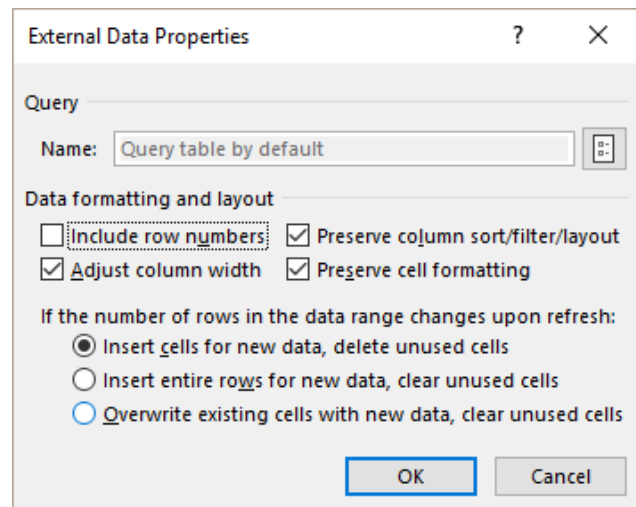 External Data Properties ?
Query
Name: Query table by default
Data formatting and layout
Include row numbers Preserve column sort/filter/layout
Adjust column width Preserve cell formatting
If the number of rows in the data range changes upon refresh:
Insert cells for new data, delete unused cells
Insert entire rows for new data, clear unused cells
Overwrite existing cells with new data, clear unused cells
OK Cancel